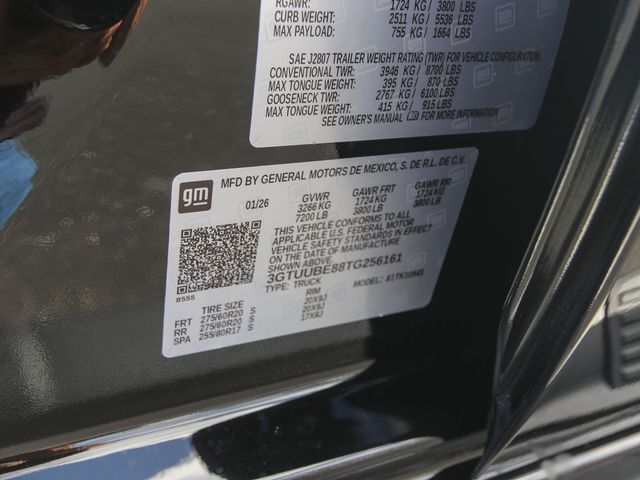 RGAWR: 1724 KG / 3800 LBS
CURB WEIGHT: 2511 KG / 5536 LBS
MAX PAYLOAD: 755 KG / 1664 LBS
SAE J2807 TRAILER WEIGHT RATING (TWR) FOR VEHICLE CONFIGURATION
CONVENTIONAL TWR: 3946 KG / 8700 LBS
MAX TONGUE WEIGHT: 395 KG / 870 LBS
GOOSENECK TWR: 2767 KG / 6100 LBS
MAX TONGUE WEIGHT: 415 KG / 915 LBS
SEE OWNER'S MANUAL FOR MORE INFORMATION
gm MFD BY GENERAL MOTORS DE MEXICO, S. DE R.L. DE C.V.
01/26 GVWR GAWR FRT GAWR RR
3266 KG 1724 KG 1724 KG
7200 LB 3800 LB 3800 LB
THIS VEHICLE CONFORMS TO ALL
APPLICABLE U.S. FEDERAL MOTOR
VEHICLE SAFETY STANDARDS IN EFFECT
ON THE DATE OF MANUFACTURE
SHOWN ABOVE.
3GTUUBE88TG256161
TYPE: TRUCK MODEL:
8555
TIRE SIZE RIM
FRT 275/60R20 S 20X9J
RR 275/60R20 S 20X9J
SPA 255/80R17 S 17X8J